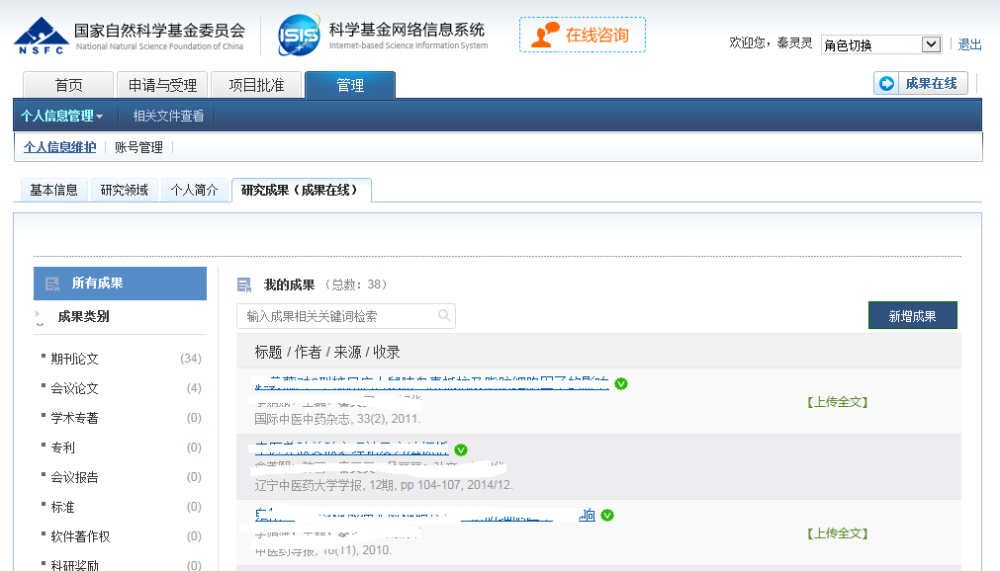 国家自然科学基金委员会
National Natural Science Foundation of China
NSFC
ISIS
科学基金网络信息系统
Internet-based Science Information System
在线咨询
欢迎您，秦灵灵 角色切换 退出
首页 申请与受理 项目批准 管理 成果在线
个人信息管理 相关文件查看
个人信息维护 账号管理
基本信息 研究领域 个人简介 研究成果（成果在线）
所有成果
成果类别
期刊论文 (34)
会议论文 (4)
学术专著 (0)
专利 (0)
会议报告 (0)
标准 (0)
软件著作权 (0)
科研奖励 (0)
我的成果 （总数：38）
输入成果相关关键词检索
新增成果
标题 / 作者 / 来源 / 收录
【上传全文】
国际中医中药杂志, 33(2), 2011.
辽宁中医药大学学报, 12期, pp 104-107, 2014/12.
响
【上传全文】
中医药导报, 16(11), 2010.